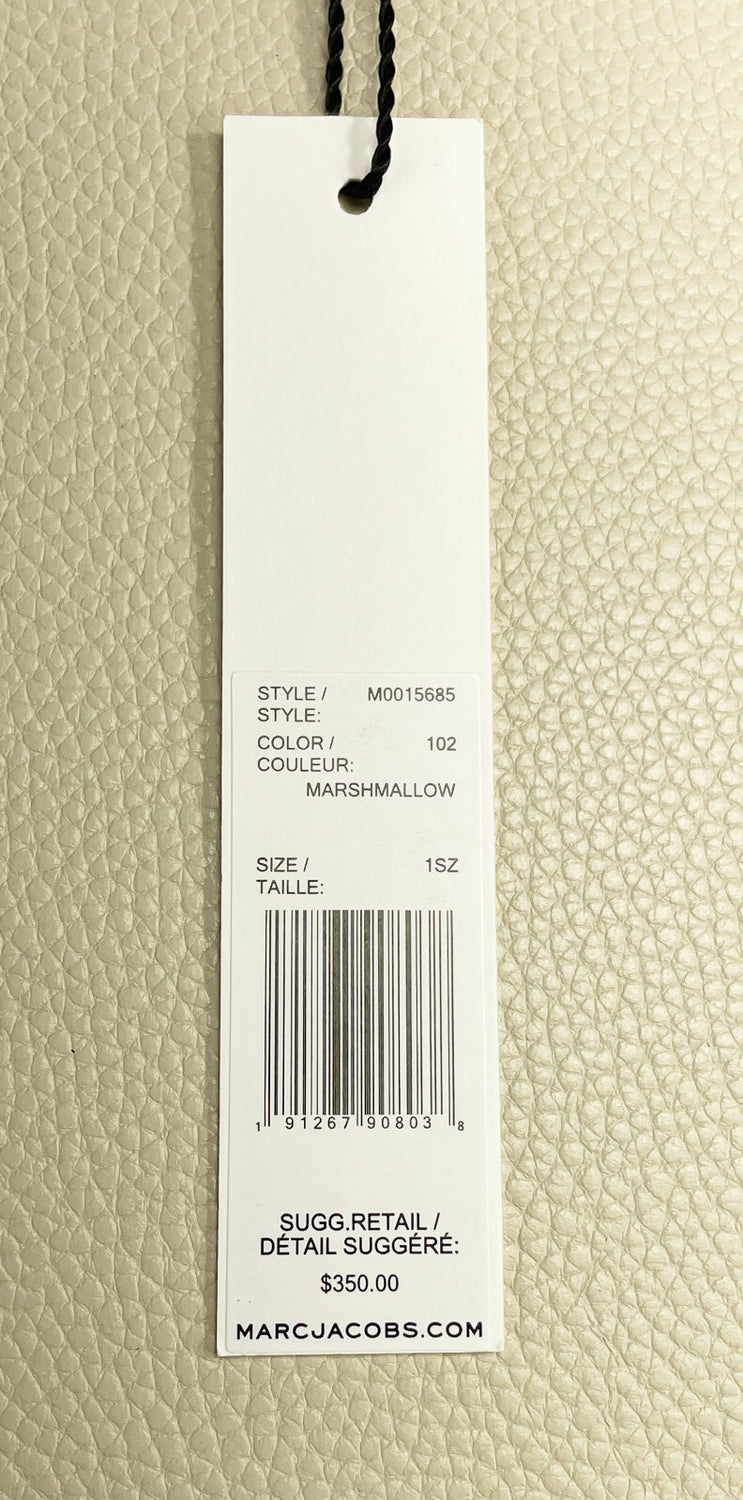 STYLE / M0015685
STYLE:
COLOR / 102
COULEUR:
MARSHMALLOW
SIZE / 1SZ
TAILLE:
1 91267 90803 8
SUGG.RETAIL /
DÉTAIL SUGGÉRÉ:
$350.00
MARCJACOBS.COM